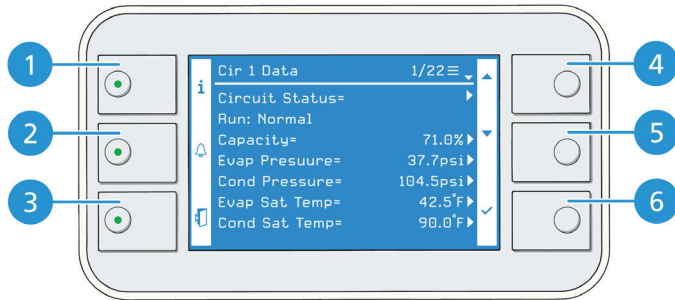 1
2
3
4
5
6
i
Cir 1 Data 1/22
Circuit Status=
Run: Normal
Capacity= 71.0%
Evap Presuure= 37.7psi
Cond Pressure= 104.5psi
Evap Sat Temp= 42.5°F
Cond Sat Temp= 90.0°F